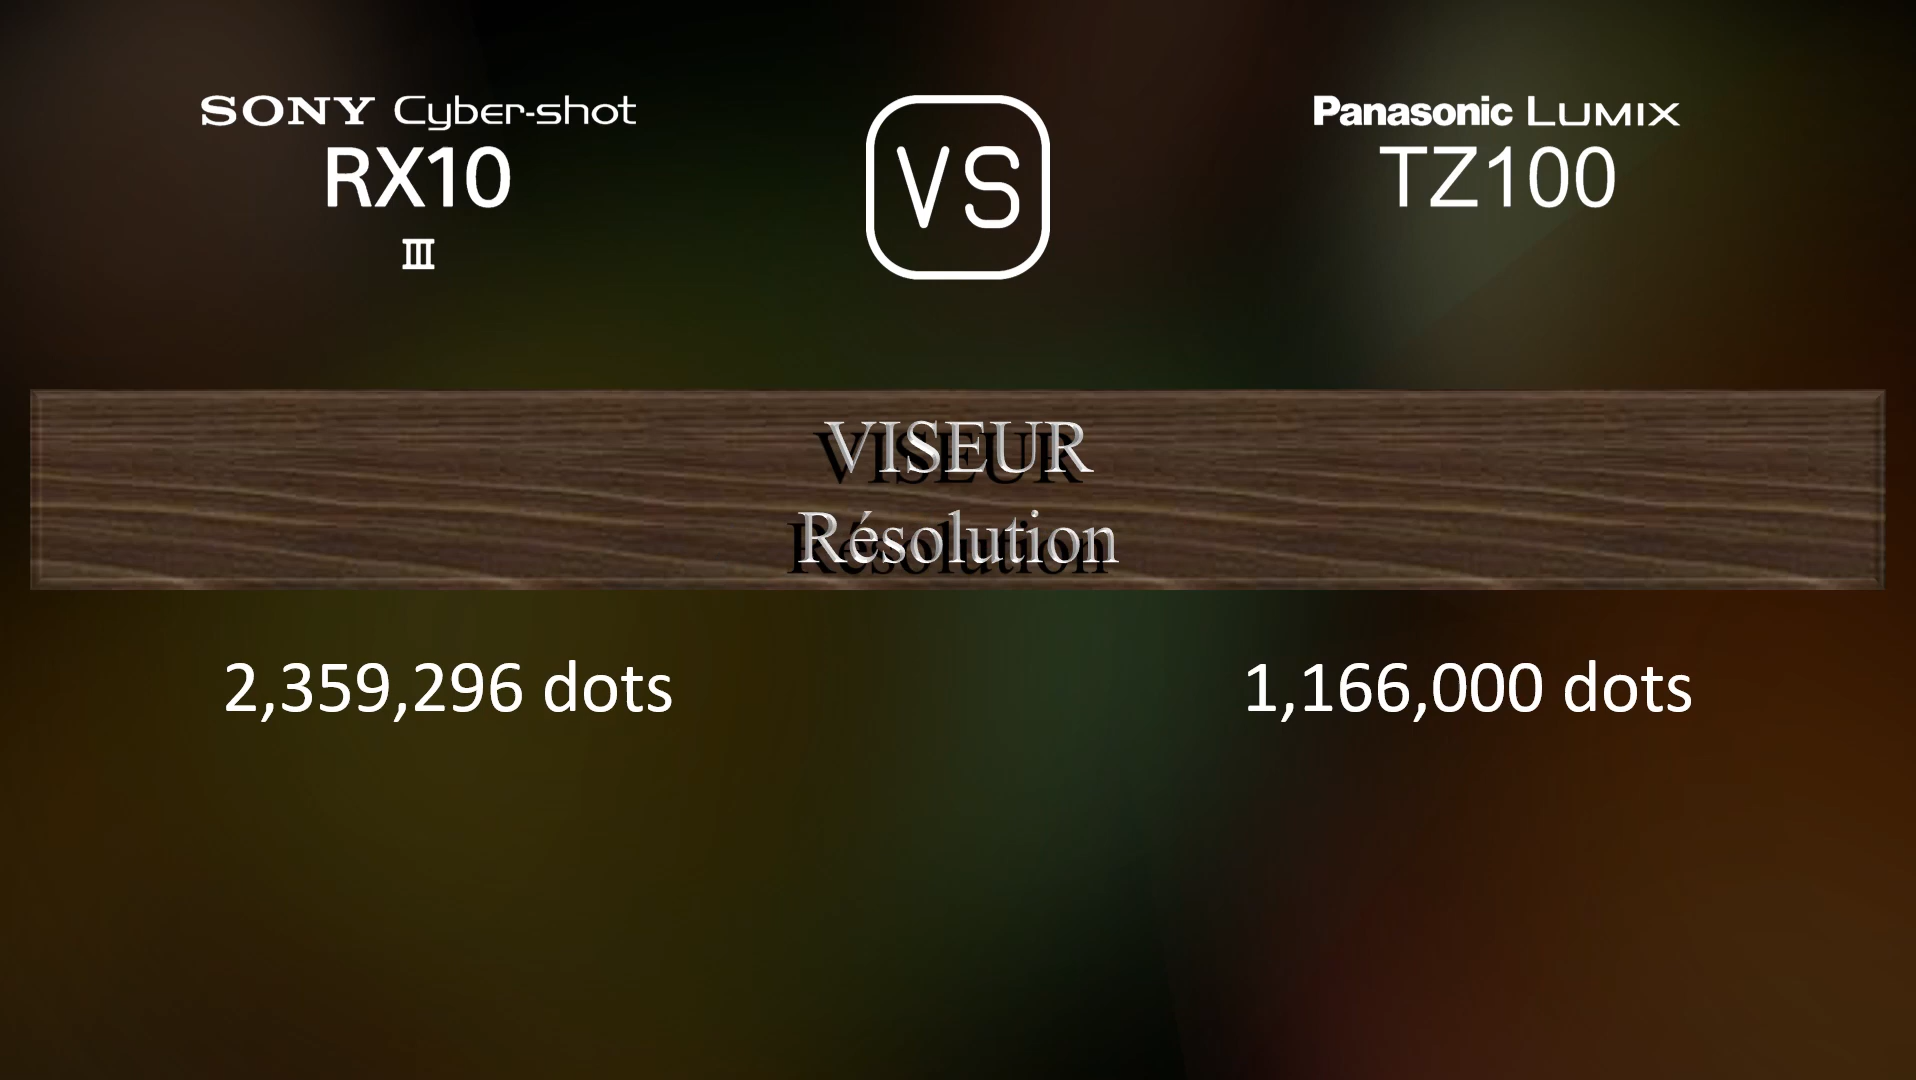 SONY Cyber-shot
RX10
III
VS
Panasonic LUMIX
TZ100
VISEUR
Résolution
2,359,296 dots
1,166,000 dots